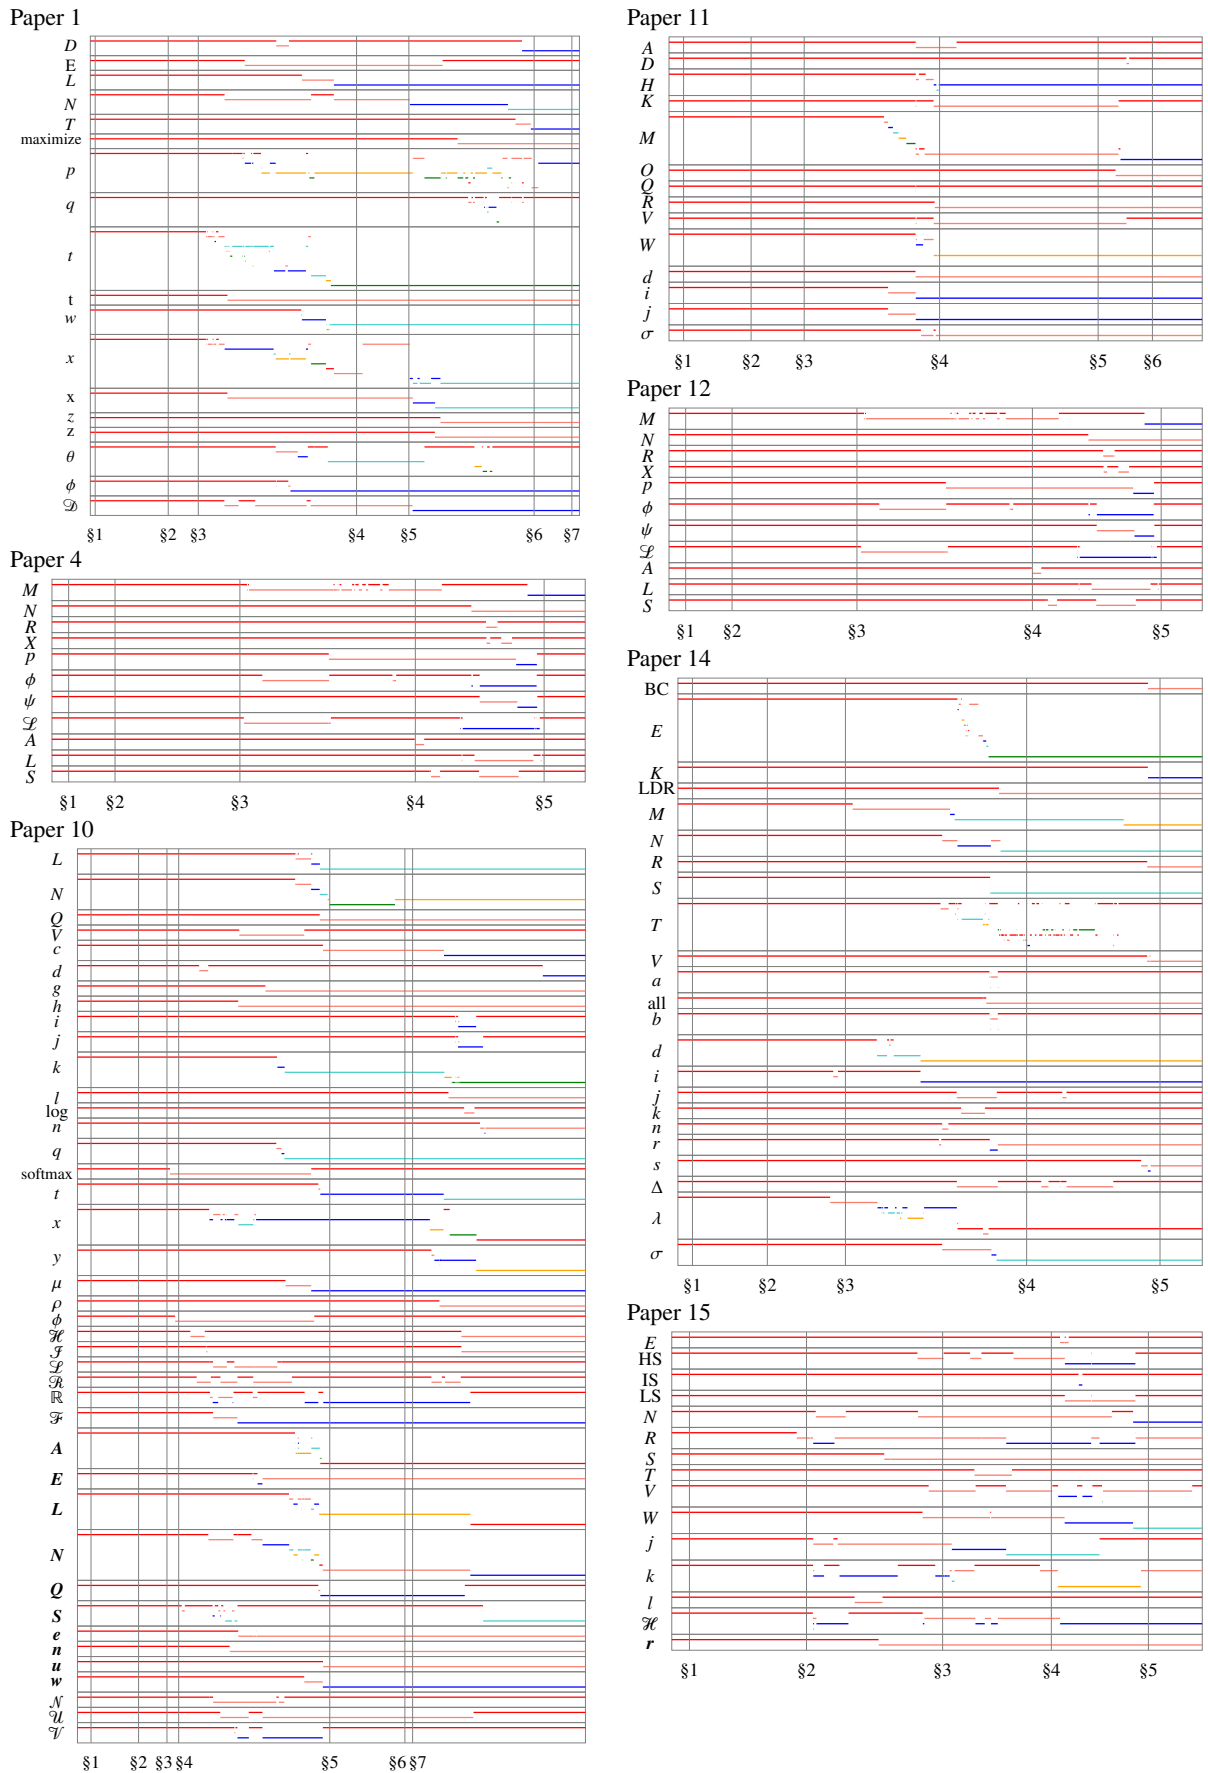 Paper 1
D
E
L
N
T
maximize
p
q
t
t
w
x
x
z
z
θ
ϕ
𝒟
§1 §2 §3 §4 §5 §6 §7
Paper 4
M
N
R
X
p
ϕ
ψ
ℒ
A
L
S
§1 §2 §3 §4 §5
Paper 10
L
N
Q
V
c
d
g
h
i
j
k
l
log
n
q
softmax
t
x
y
μ
ρ
ϕ
ℋ
ℐ
ℒ
ℛ
ℝ
ℱ
A
E
L
N
Q
S
e
n
u
w
𝒩
𝒰
𝒱
§1 §2 §3 §4 §5 §6 §7
Paper 11
A
D
H
K
M
O
Q
R
V
W
d
i
j
σ
§1 §2 §3 §4 §5 §6
Paper 12
M
N
R
X
p
ϕ
ψ
ℒ
A
L
S
§1 §2 §3 §4 §5
Paper 14
BC
E
K
LDR
M
N
R
S
T
V
a
all
b
d
i
j
k
n
r
s
Δ
λ
σ
§1 §2 §3 §4 §5
Paper 15
E
HS
IS
LS
N
R
S
T
V
W
j
k
l
ℋ
r
§1 §2 §3 §4 §5